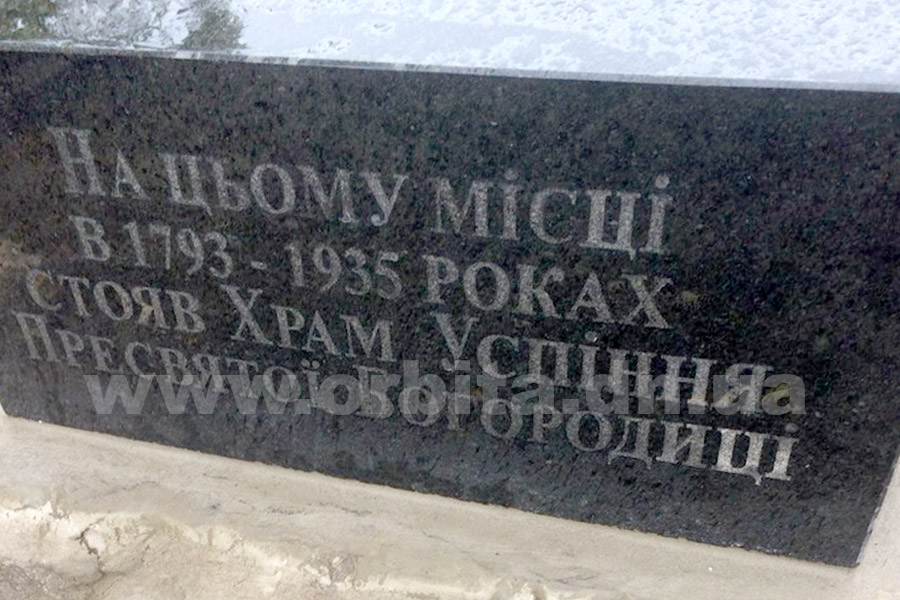 На цьому місці
в 1793 - 1935 роках
стояв Храм Успіння
Пресвятої Богородиці
www.orbita.dn.ua